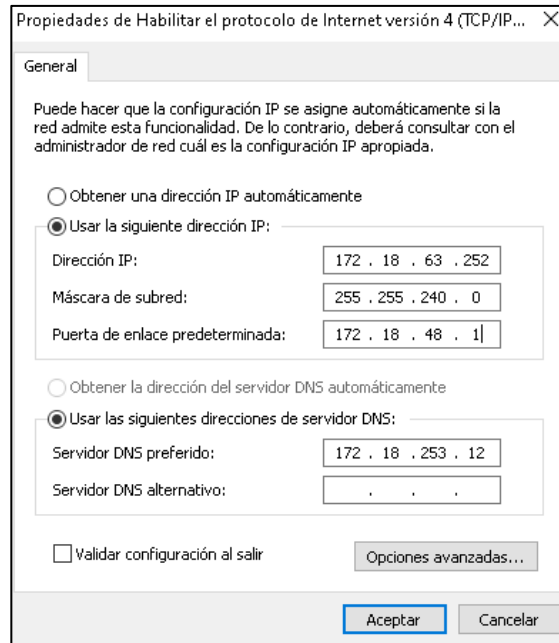 Propiedades de Habilitar el protocolo de Internet versión 4 (TCP/IP...
General
Puede hacer que la configuración IP se asigne automáticamente si la
red admite esta funcionalidad. De lo contrario, deberá consultar con el
administrador de red cuál es la configuración IP apropiada.
Obtener una dirección IP automáticamente
Usar la siguiente dirección IP:
Dirección IP: 172 . 18 . 63 . 252
Máscara de subred: 255 . 255 . 240 . 0
Puerta de enlace predeterminada: 172 . 18 . 48 . 1
Obtener la dirección del servidor DNS automáticamente
Usar las siguientes direcciones de servidor DNS:
Servidor DNS preferido: 172 . 18 . 253 . 12
Servidor DNS alternativo: . . .
Validar configuración al salir Opciones avanzadas...
Aceptar Cancelar